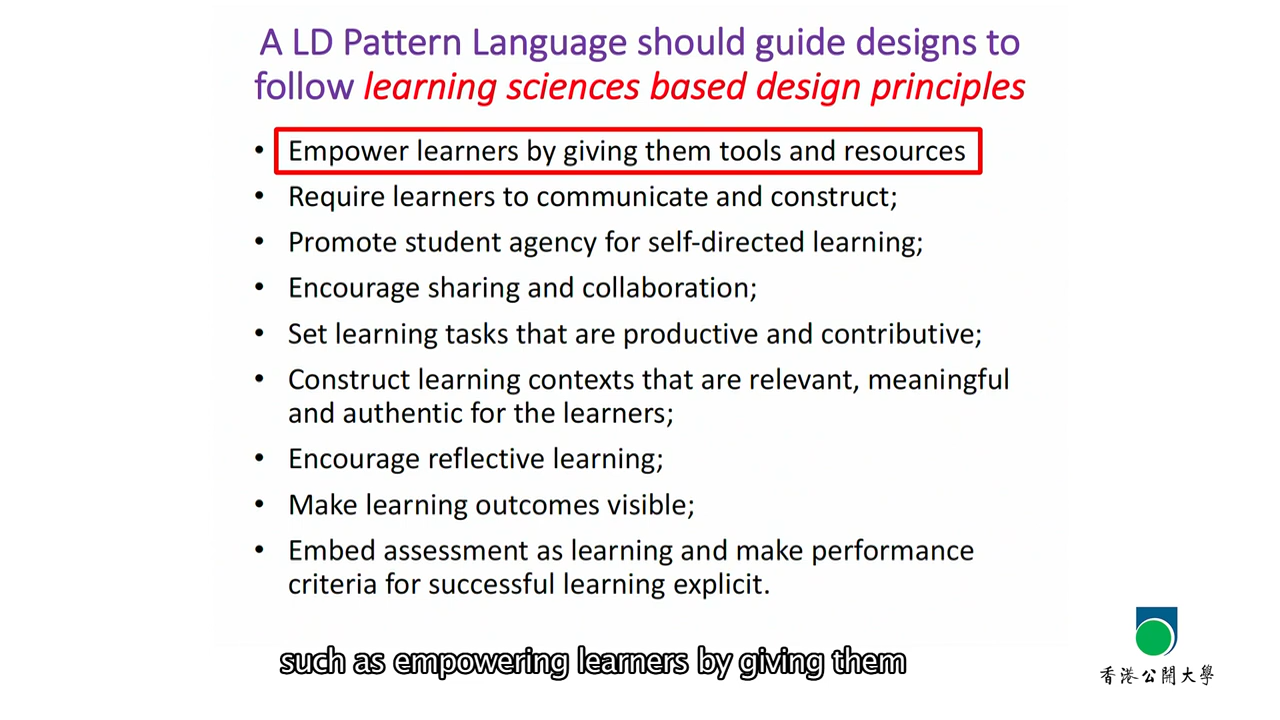 A LD Pattern Language should guide designs to
follow learning sciences based design principles
• Empower learners by giving them tools and resources
• Require learners to communicate and construct;
• Promote student agency for self-directed learning;
• Encourage sharing and collaboration;
• Set learning tasks that are productive and contributive;
• Construct learning contexts that are relevant, meaningful
and authentic for the learners;
• Encourage reflective learning;
• Make learning outcomes visible;
• Embed assessment as learning and make performance
criteria for successful learning explicit.
such as empowering learners by giving them
香港公開大學